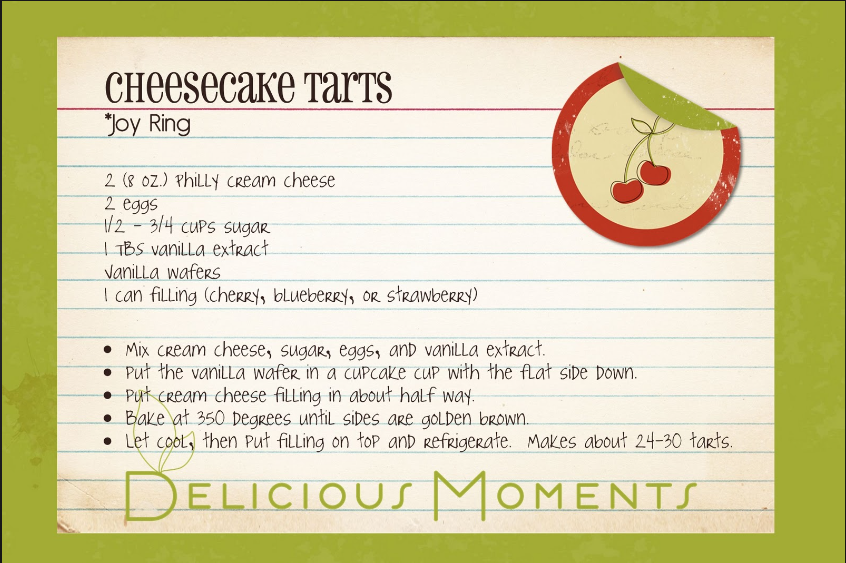 Cheesecake Tarts
*Joy Ring
2 (8 oz.) Philly cream cheese
2 eggs
1/2 - 3/4 cups sugar
1 TBS vanilla extract
Vanilla wafers
1 can filling (cherry, blueberry, or strawberry)
• Mix cream cheese, sugar, eggs, and vanilla extract.
• Put the vanilla wafer in a cupcake cup with the flat side down.
• Put cream cheese filling in about half way.
• Bake at 350 degrees until sides are golden brown.
• Let cool, then put filling on top and refrigerate. Makes about 24-30 tarts.
Delicious Moments